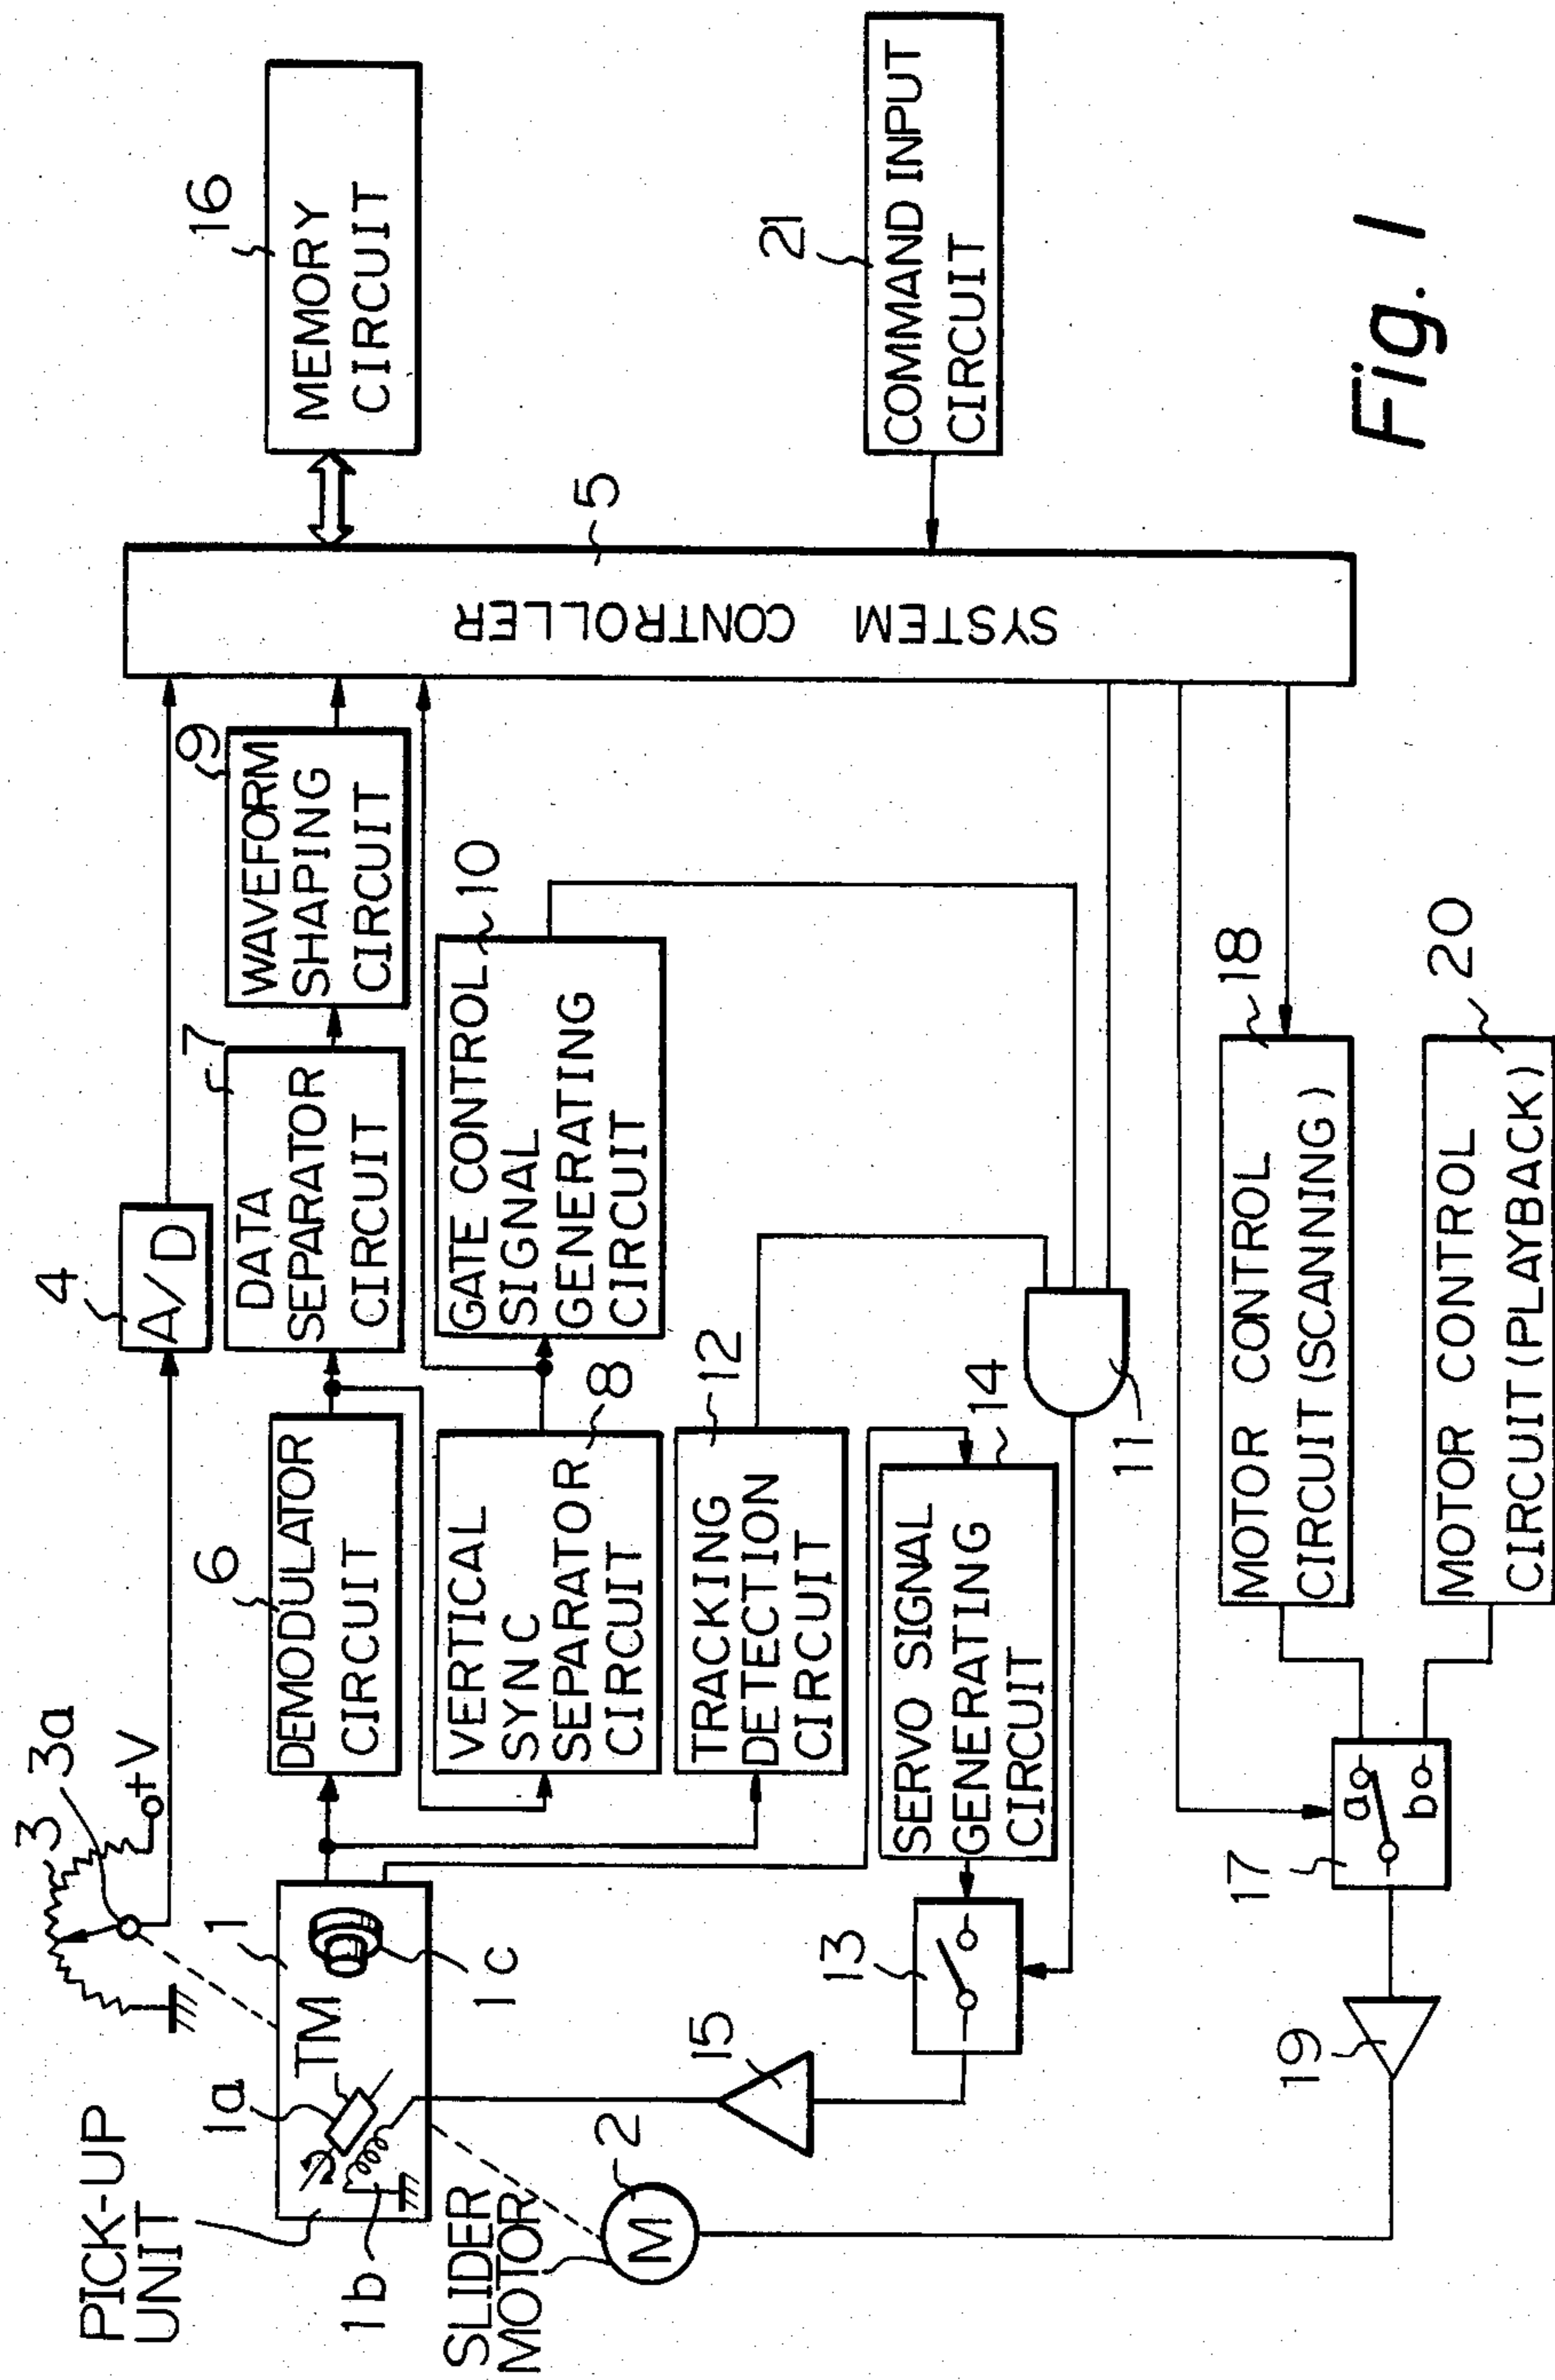 PICK-UP
UNIT
1a
1b
TM
1
1c
3
3a
+V
4
A/D
6
DEMODULATOR
CIRCUIT
7
DATA
SEPARATOR
CIRCUIT
9
WAVEFORM
SHAPING
CIRCUIT
16
MEMORY
CIRCUIT
VERTICAL
SYNC
SEPARATOR
CIRCUIT
8
GATE CONTROL
SIGNAL
GENERATING
CIRCUIT
10
SYSTEM CONTROLLER
5
SLIDER
MOTOR
2
M
TRACKING
DETECTION
CIRCUIT
12
15
13
SERVO SIGNAL
GENERATING
CIRCUIT
14
11
21
COMMAND INPUT
CIRCUIT
19
17
a
b
MOTOR CONTROL
CIRCUIT (SCANNING)
18
MOTOR CONTROL
CIRCUIT (PLAYBACK)
20
Fig. 1